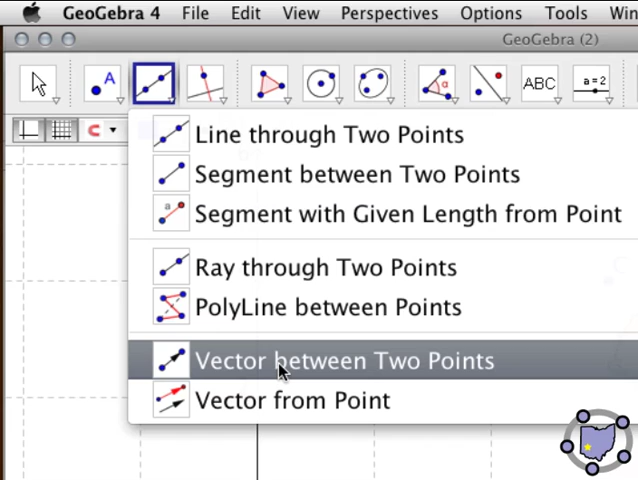 GeoGebra 4 File Edit View Perspectives Options Tools Win
GeoGebra (2)
A α ABC a=2
Line through Two Points
Segment between Two Points
a
Segment with Given Length from Point
Ray through Two Points
PolyLine between Points
Vector between Two Points
Vector from Point